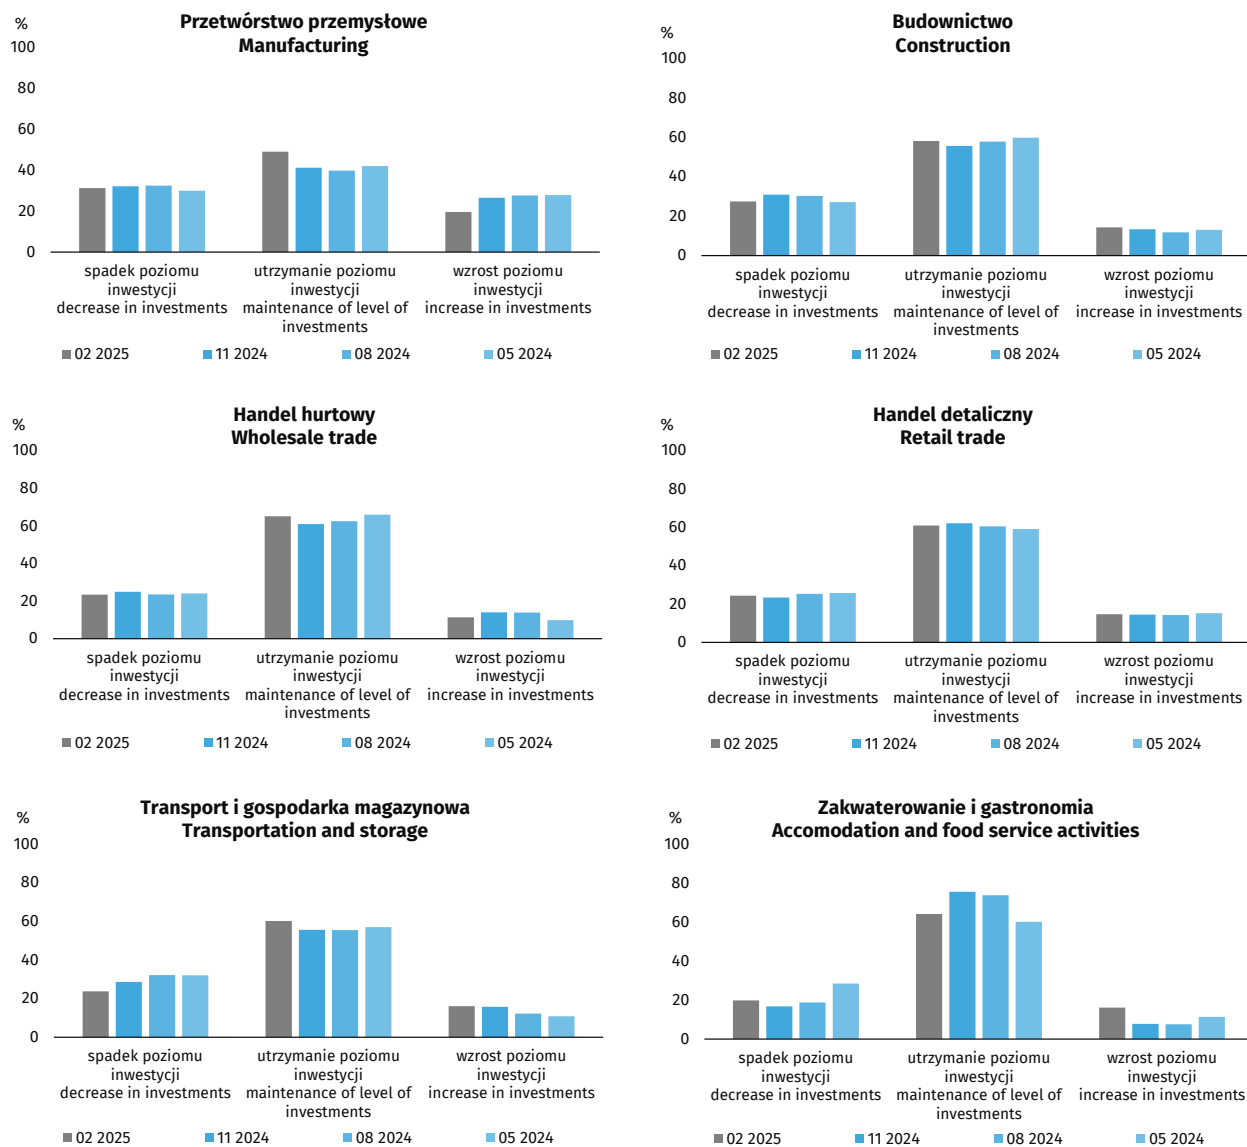 Przetwórstwo przemysłowe
Manufacturing
%
100
80
60
40
20
0
spadek poziomu
inwestycji
decrease in investments
utrzymanie poziomu
inwestycji
maintenance of level of
investments
wzrost poziomu
inwestycji
increase in investments
02 2025
11 2024
08 2024
05 2024
Budownictwo
Construction
%
100
80
60
40
20
0
spadek poziomu
inwestycji
decrease in investments
utrzymanie poziomu
inwestycji
maintenance of level of
investments
wzrost poziomu
inwestycji
increase in investments
02 2025
11 2024
08 2024
05 2024
Handel hurtowy
Wholesale trade
%
100
80
60
40
20
0
spadek poziomu
inwestycji
decrease in investments
utrzymanie poziomu
inwestycji
maintenance of level of
investments
wzrost poziomu
inwestycji
increase in investments
02 2025
11 2024
08 2024
05 2024
Handel detaliczny
Retail trade
%
100
80
60
40
20
0
spadek poziomu
inwestycji
decrease in investments
utrzymanie poziomu
inwestycji
maintenance of level of
investments
wzrost poziomu
inwestycji
increase in investments
02 2025
11 2024
08 2024
05 2024
Transport i gospodarka magazynowa
Transportation and storage
%
100
80
60
40
20
0
spadek poziomu
inwestycji
decrease in investments
utrzymanie poziomu
inwestycji
maintenance of level of
investments
wzrost poziomu
inwestycji
increase in investments
02 2025
11 2024
08 2024
05 2024
Zakwaterowanie i gastronomia
Accomodation and food service activities
%
100
80
60
40
20
0
spadek poziomu
inwestycji
decrease in investments
utrzymanie poziomu
inwestycji
maintenance of level of
investments
wzrost poziomu
inwestycji
increase in investments
02 2025
11 2024
08 2024
05 2024